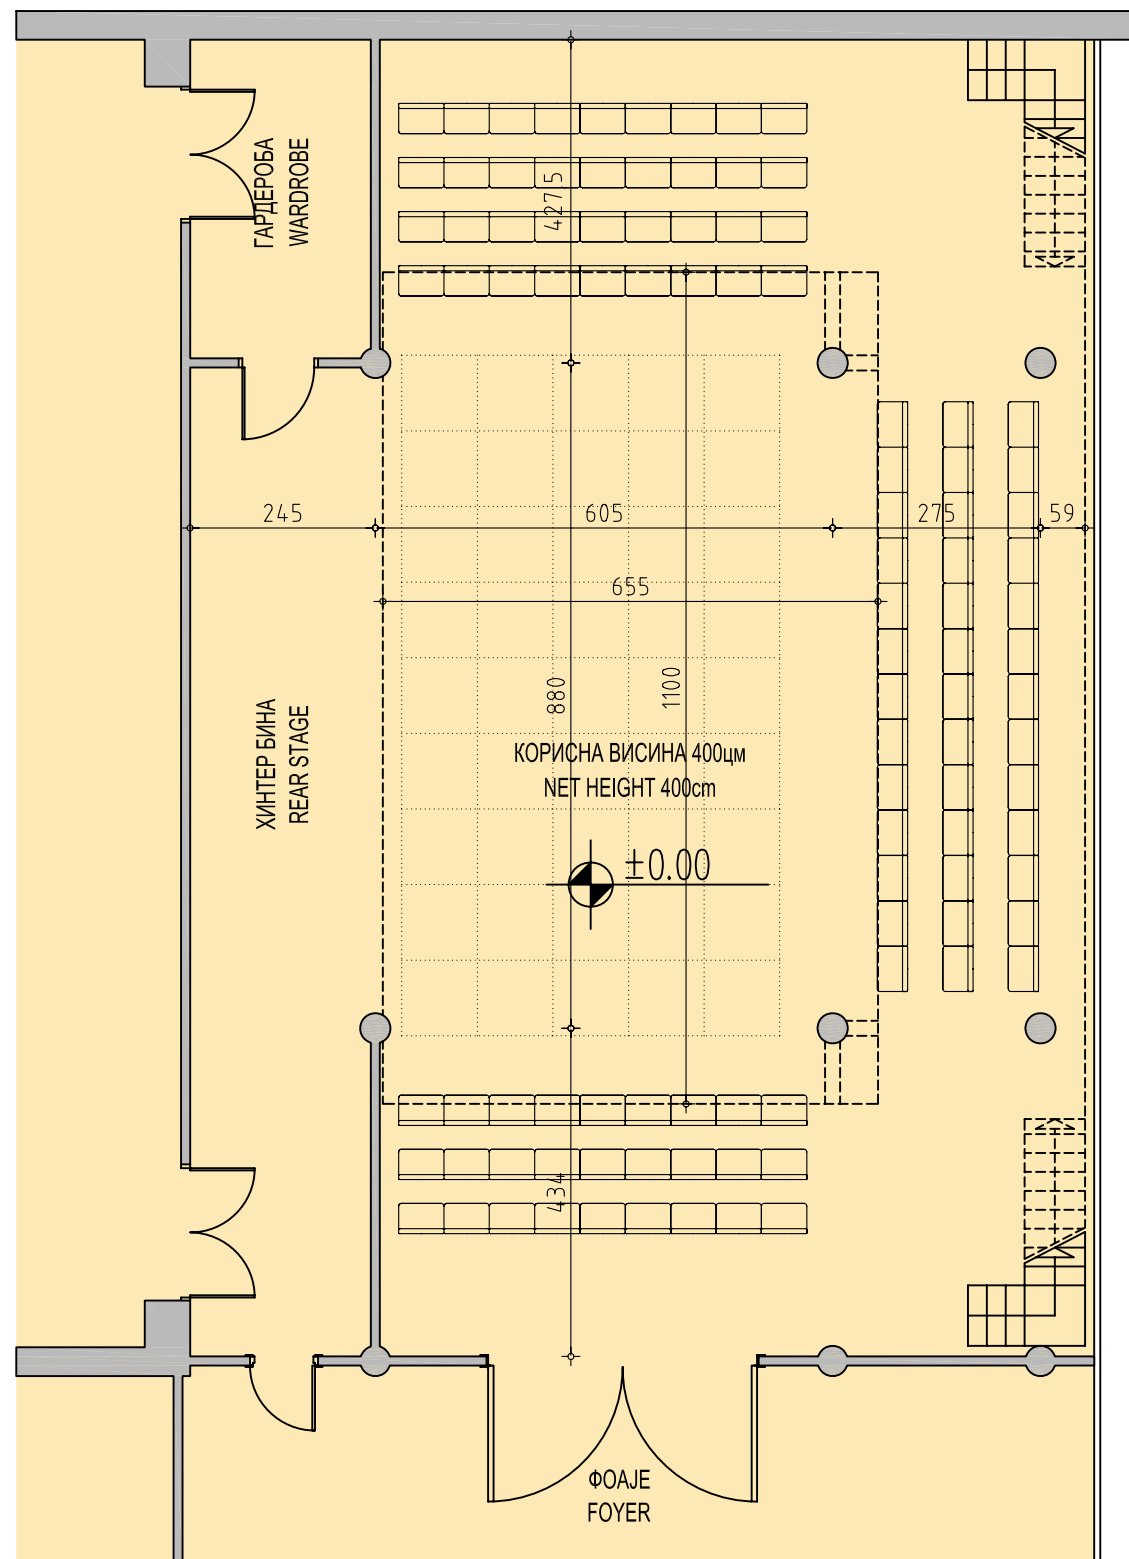 ГАРДЕРОБА
WARDROBE
4275
245
605
275
59
655
880
1100
ХИНТЕР БИНА
REAR STAGE
КОРИСНА ВИСИНА 400цм
NET HEIGHT 400cm
±0.00
434
ФОАЈЕ
FOYER